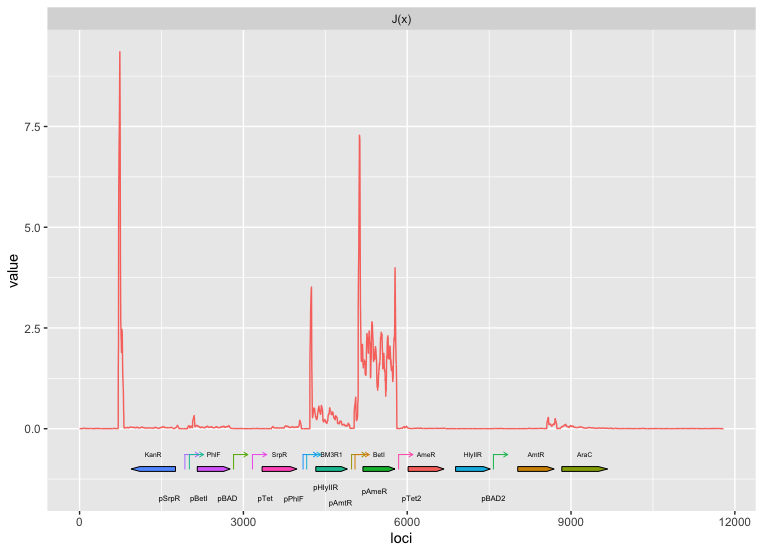 J(x)
7.5
5.0
2.5
0.0
value
KanR PhlF SrpR BM3R1 BetI AmeR HlyIIR AmtR AraC
pHlyIIR
pAmeR
pSrpR pBetI pBAD pTet pPhlF pTet2 pBAD2
pAmtR
0 3000 6000 9000 12000
loci